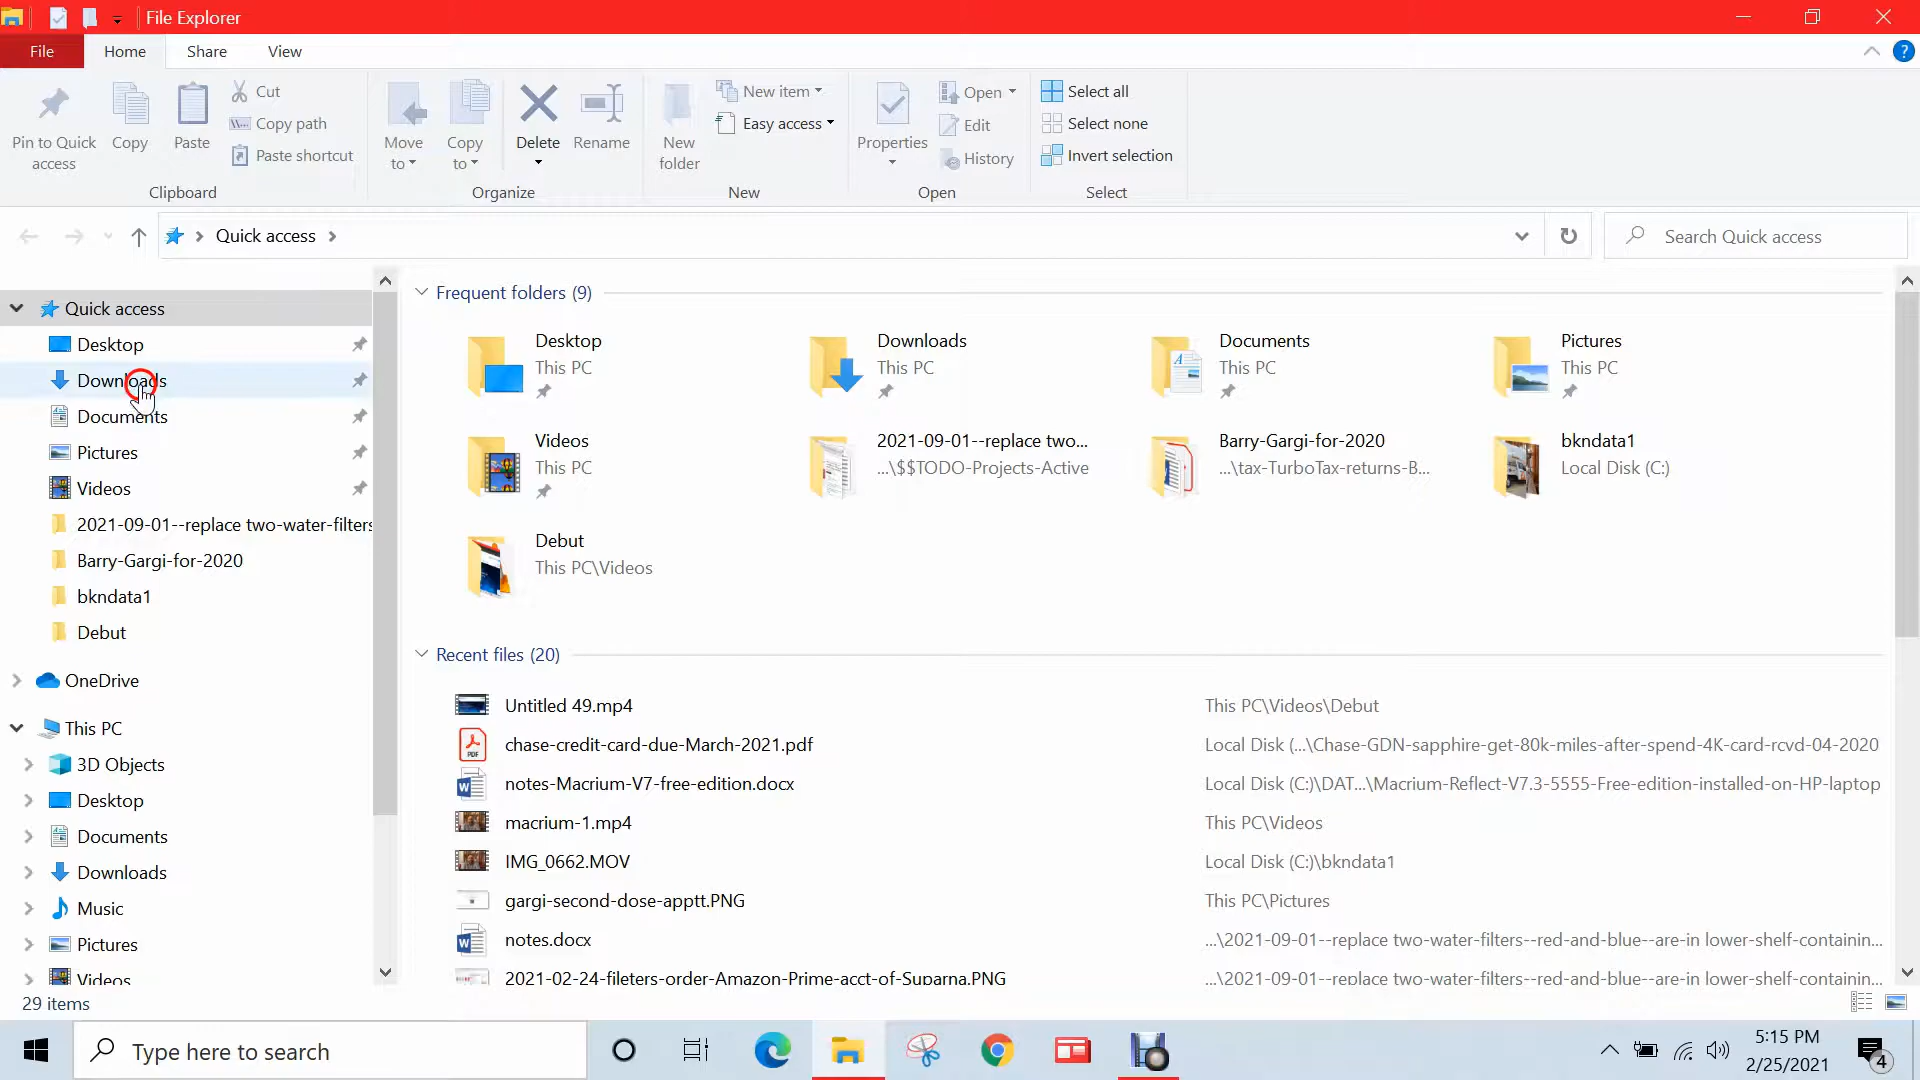 File Explorer
File Home Share View
Pin to Quick access
Copy
Paste
Cut
Copy path
Paste shortcut
Clipboard
Move to
Copy to
Delete
Rename
Organize
New folder
New item
Easy access
New
Properties
Open
Edit
History
Open
Select all
Select none
Invert selection
Select
Quick access
Search Quick access
Quick access
Desktop
Downloads
Documents
Pictures
Videos
2021-09-01--replace two-water-filters
Barry-Gargi-for-2020
bkndata1
Debut
OneDrive
This PC
3D Objects
Desktop
Documents
Downloads
Music
Pictures
Videos
29 items
Frequent folders (9)
Desktop
This PC
Downloads
This PC
Documents
This PC
Pictures
This PC
Videos
This PC
2021-09-01--replace two...
...\$$TODO-Projects-Active
Barry-Gargi-for-2020
...\tax-TurboTax-returns-B...
bkndata1
Local Disk (C:)
Debut
This PC\Videos
Recent files (20)
Untitled 49.mp4 This PC\Videos\Debut
chase-credit-card-due-March-2021.pdf Local Disk (...\Chase-GDN-sapphire-get-80k-miles-after-spend-4K-card-rcvd-04-2020
notes-Macrium-V7-free-edition.docx Local Disk (C:)\DAT...\Macrium-Reflect-V7.3-5555-Free-edition-installed-on-HP-laptop
macrium-1.mp4 This PC\Videos
IMG_0662.MOV Local Disk (C:)\bkndata1
gargi-second-dose-apptt.PNG This PC\Pictures
notes.docx ...\2021-09-01--replace two-water-filters--red-and-blue--are-in lower-shelf-containin...
2021-02-24-fileters-order-Amazon-Prime-acct-of-Suparna.PNG ...\2021-09-01--replace two-water-filters--red-and-blue--are-in lower-shelf-containin...
Type here to search
5:15 PM
2/25/2021
4